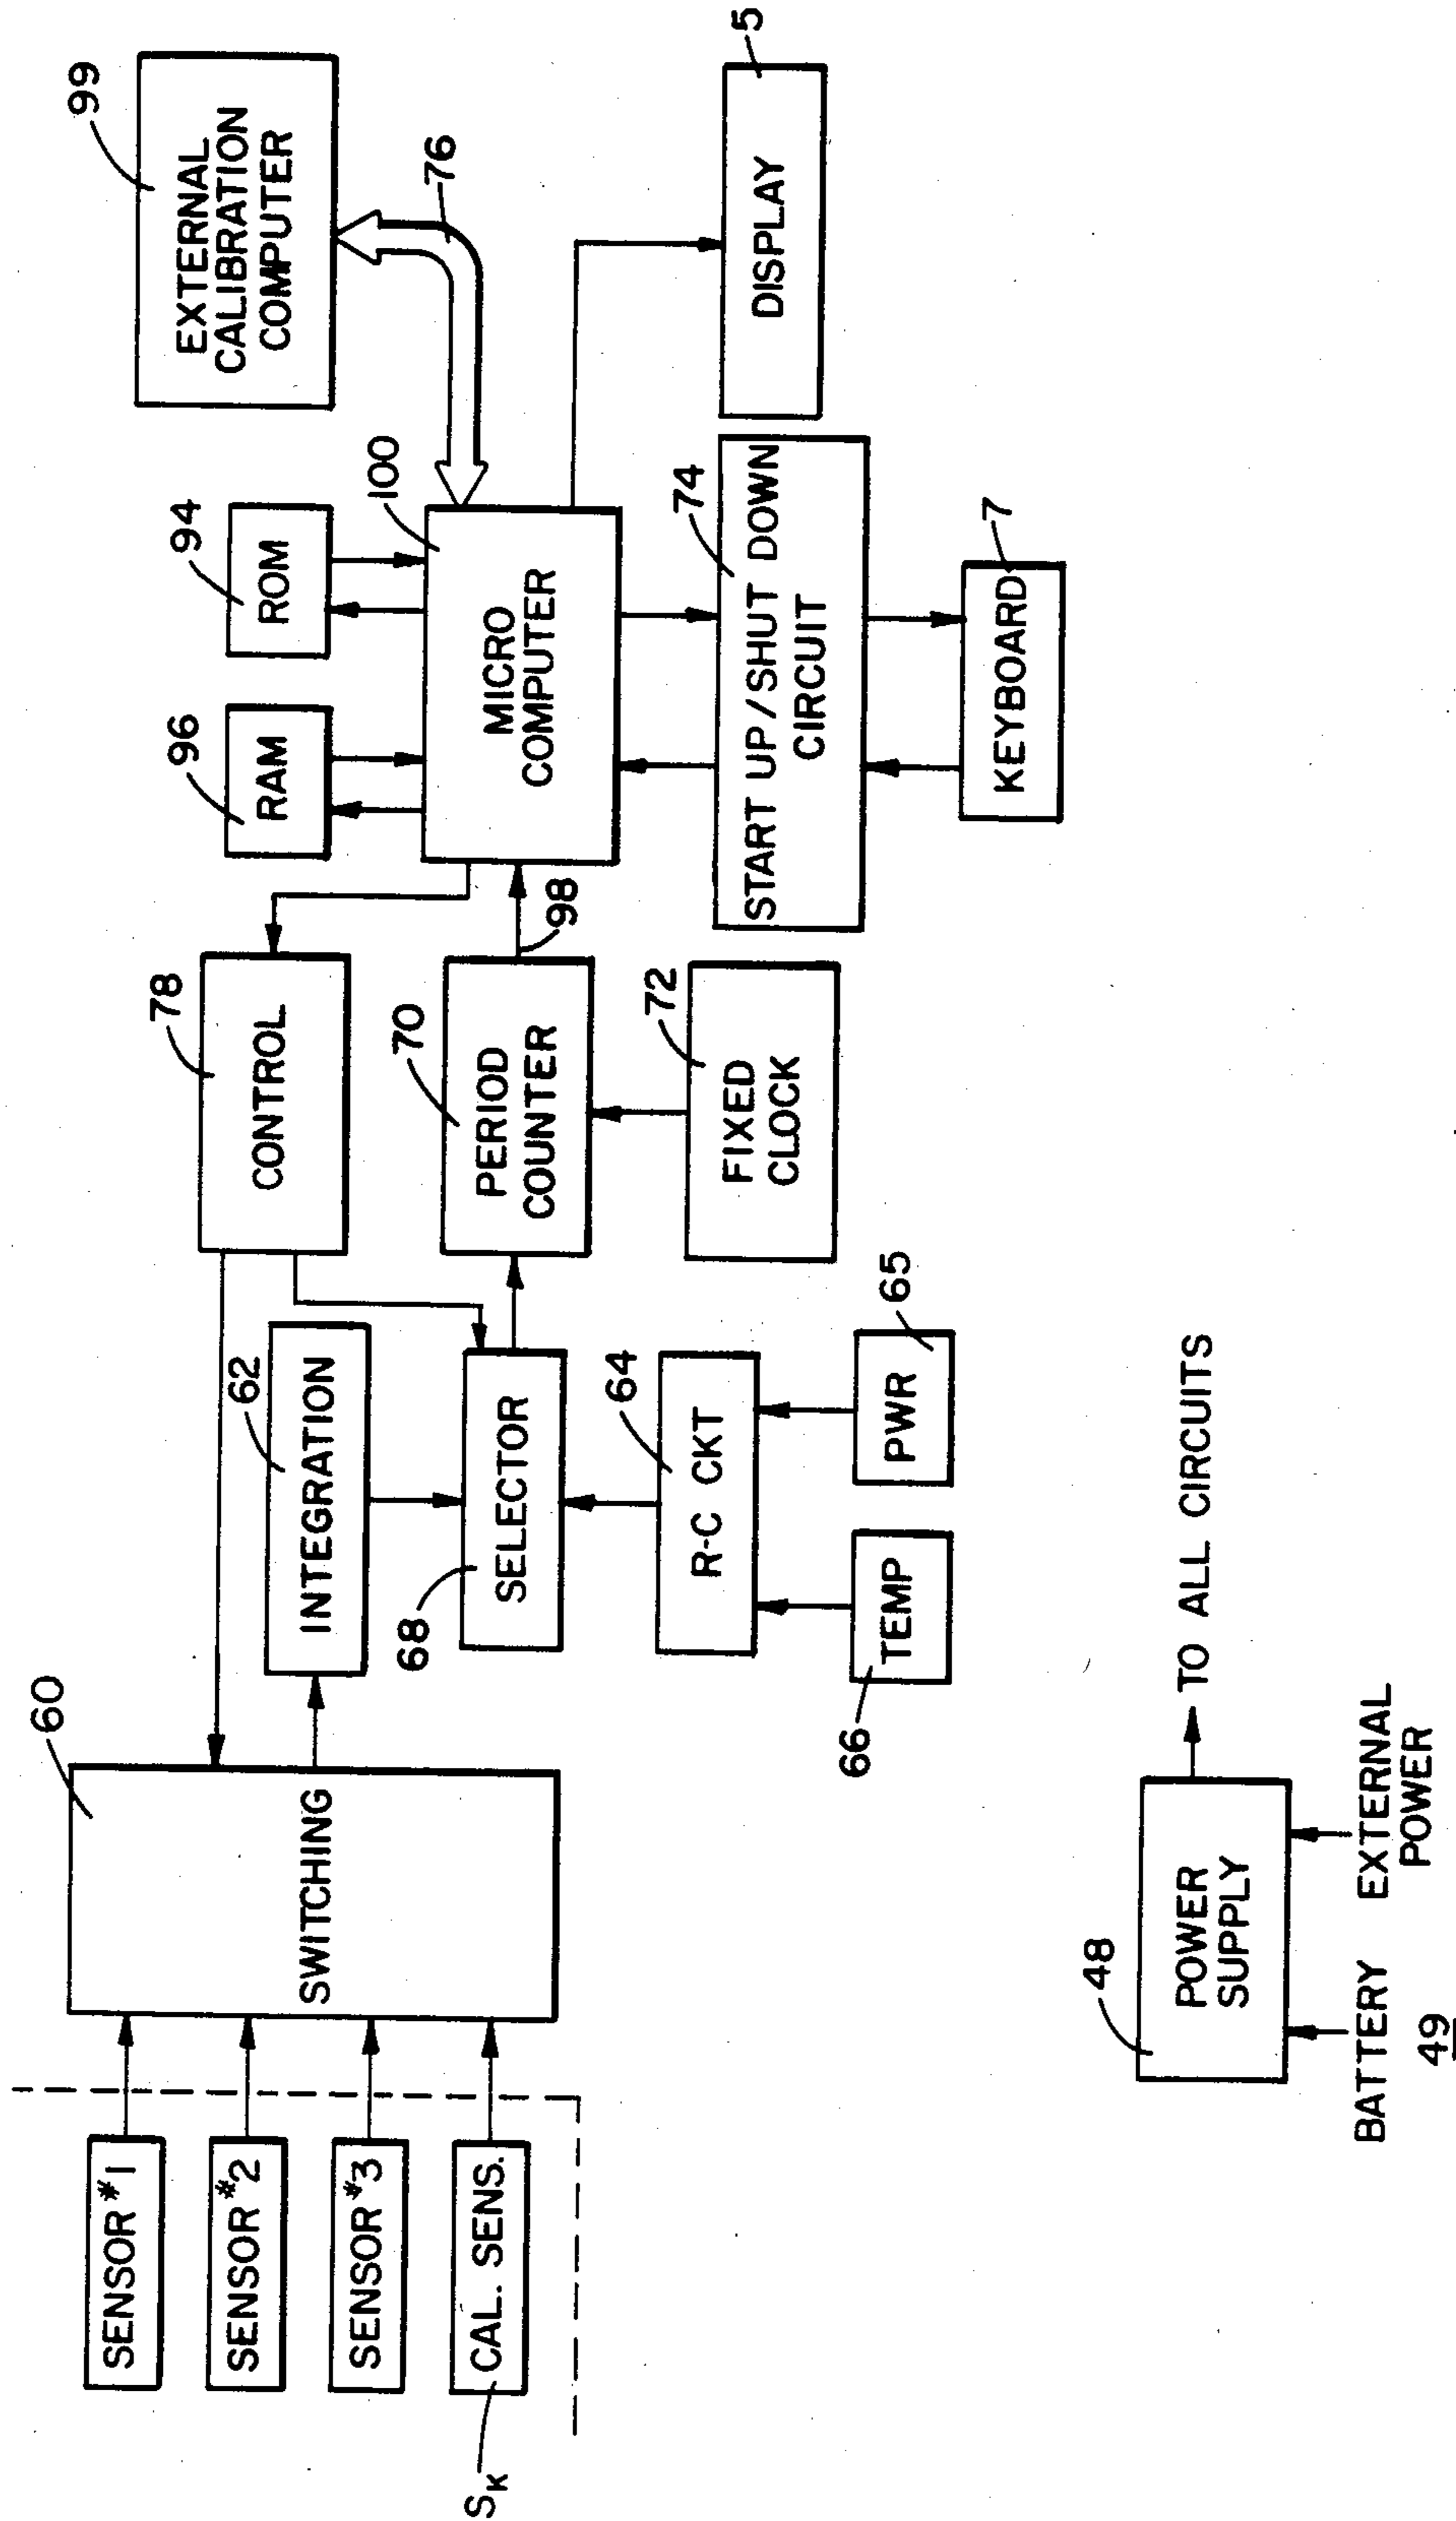 SENSOR #1
SENSOR #2
SENSOR #3
CAL. SENS.
SK
60
SWITCHING
62
INTEGRATION
68
SELECTOR
64
R-C CKT
66
TEMP
65
PWR
78
CONTROL
70
PERIOD
COUNTER
72
FIXED
CLOCK
98
96
RAM
94
ROM
100
MICRO
COMPUTER
74
START UP/SHUT DOWN
CIRCUIT
7
KEYBOARD
99
EXTERNAL
CALIBRATION
COMPUTER
76
5
DISPLAY
48
POWER
SUPPLY
TO ALL CIRCUITS
BATTERY
49
EXTERNAL
POWER